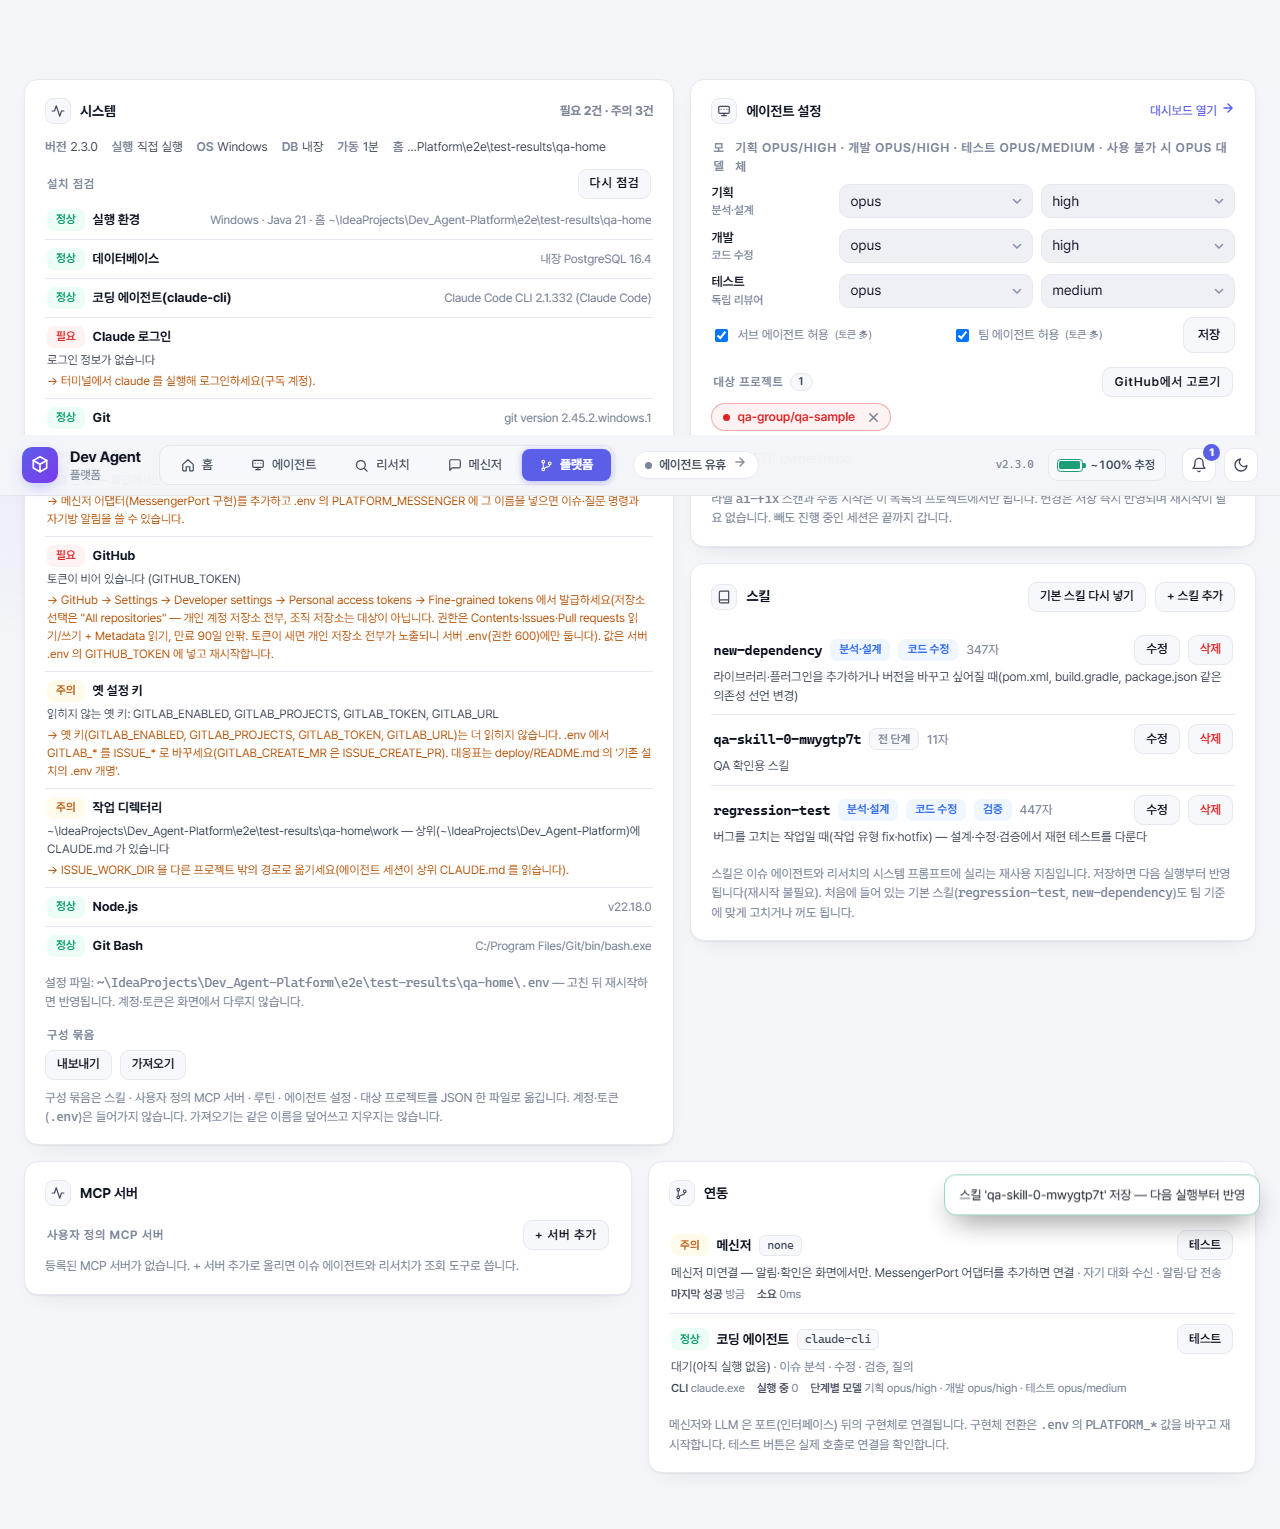 시스템
필요 2건 · 주의 3건
버전 2.3.0 실행 직접 실행 OS Windows DB 내장 가동 1분 홈 ...Platform\e2e\test-results\qa-home
설치 점검
다시 점검
정상 실행 환경 Windows · Java 21 · 홈 ~\IdeaProjects\Dev_Agent-Platform\e2e\test-results\qa-home
정상 데이터베이스 내장 PostgreSQL 16.4
정상 코딩 에이전트(claude-cli) Claude Code CLI 2.1.332 (Claude Code)
필요 Claude 로그인
로그인 정보가 없습니다
→ 터미널에서 claude 를 실행해 로그인하세요(구독 계정).
정상 Git git version 2.45.2.windows.1
에이전트 설정
대시보드 열기 →
모델 기획 OPUS/HIGH · 개발 OPUS/HIGH · 테스트 OPUS/MEDIUM · 사용 불가 시 OPUS 대체
기획 opus high
분석·설계
개발 opus high
코드 수정
테스트 opus medium
독립 리뷰어
서브 에이전트 허용 (토큰 多) 팀 에이전트 허용 (토큰 多) 저장
대상 프로젝트 1 GitHub에서 고르기
qa-group/qa-sample
Dev Agent
플랫폼
홈 에이전트 리서치 메신저 플랫폼
에이전트 유휴 →
v2.3.0
~100% 추정
1
→ 메신저 어댑터(MessengerPort 구현)를 추가하고 .env 의 PLATFORM_MESSENGER 에 그 이름을 넣으면 이슈·질문 명령과
자기방 알림을 쓸 수 있습니다.
필요 GitHub
토큰이 비어 있습니다 (GITHUB_TOKEN)
→ GitHub → Settings → Developer settings → Personal access tokens → Fine-grained tokens 에서 발급하세요(저장소
선택은 "All repositories" — 개인 계정 저장소 전부, 조직 저장소는 대상이 아닙니다. 권한은 Contents·Issues·Pull requests 읽
기/쓰기 + Metadata 읽기, 만료 90일 안팎. 토큰이 새면 개인 저장소 전부가 노출되니 서버 .env(권한 600)에만 둡니다). 값은 서버
.env 의 GITHUB_TOKEN 에 넣고 재시작합니다.
주의 옛 설정 키
읽히지 않는 옛 키: GITLAB_ENABLED, GITLAB_PROJECTS, GITLAB_TOKEN, GITLAB_URL
→ 옛 키(GITLAB_ENABLED, GITLAB_PROJECTS, GITLAB_TOKEN, GITLAB_URL)는 더 읽히지 않습니다. .env 에서
GITLAB_* 를 ISSUE_* 로 바꾸세요(GITLAB_CREATE_MR 은 ISSUE_CREATE_PR). 대응표는 deploy/README.md 의 '기존 설
치의 .env 개명'.
주의 작업 디렉터리
~\IdeaProjects\Dev_Agent-Platform\e2e\test-results\qa-home\work — 상위(~\IdeaProjects\Dev_Agent-Platform)에
CLAUDE.md 가 있습니다
→ ISSUE_WORK_DIR 을 다른 프로젝트 밖의 경로로 옮기세요(에이전트 세션이 상위 CLAUDE.md 를 읽습니다).
정상 Node.js v22.18.0
정상 Git Bash C:/Program Files/Git/bin/bash.exe
설정 파일: ~\IdeaProjects\Dev_Agent-Platform\e2e\test-results\qa-home\.env — 고친 뒤 재시작하
면 반영됩니다. 계정·토큰은 화면에서 다루지 않습니다.
구성 묶음
내보내기 가져오기
구성 묶음은 스킬 · 사용자 정의 MCP 서버 · 루틴 · 에이전트 설정 · 대상 프로젝트를 JSON 한 파일로 옮깁니다. 계정·토큰
(.env)은 들어가지 않습니다. 가져오기는 같은 이름을 덮어쓰고 지우지는 않습니다.
라벨 ai-fix 스캔과 수동 시작은 이 목록의 프로젝트에서만 됩니다. 변경은 저장 즉시 반영되며 재시작이 필
요 없습니다. 빼도 진행 중인 세션은 끝까지 갑니다.
스킬
기본 스킬 다시 넣기 + 스킬 추가
new-dependency 분석·설계 코드 수정 347자 수정 삭제
라이브러리·플러그인을 추가하거나 버전을 바꾸고 싶어질 때(pom.xml, build.gradle, package.json 같은
의존성 선언 변경)
qa-skill-0-mwygtp7t 전 단계 11자 수정 삭제
QA 확인용 스킬
regression-test 분석·설계 코드 수정 검증 447자 수정 삭제
버그를 고치는 작업일 때(작업 유형 fix·hotfix) — 설계·수정·검증에서 재현 테스트를 다룬다
스킬은 이슈 에이전트와 리서치의 시스템 프롬프트에 실리는 재사용 지침입니다. 저장하면 다음 실행부터 반영
됩니다(재시작 불필요). 처음에 들어 있는 기본 스킬(regression-test, new-dependency)도 팀 기준
에 맞게 고치거나 꺼도 됩니다.
MCP 서버
사용자 정의 MCP 서버
+ 서버 추가
등록된 MCP 서버가 없습니다. + 서버 추가로 올리면 이슈 에이전트와 리서치가 조회 도구로 씁니다.
연동
스킬 'qa-skill-0-mwygtp7t' 저장 — 다음 실행부터 반영
주의 메신저 none 테스트
메신저 미연결 — 알림·확인은 화면에서만. MessengerPort 어댑터를 추가하면 연결 · 자기 대화 수신 · 알림·답 전송
마지막 성공 방금 소요 0ms
정상 코딩 에이전트 claude-cli 테스트
대기(아직 실행 없음) · 이슈 분석 · 수정 · 검증, 질의
CLI claude.exe 실행 중 0 단계별 모델 기획 opus/high · 개발 opus/high · 테스트 opus/medium
메신저와 LLM 은 포트(인터페이스) 뒤의 구현체로 연결됩니다. 구현체 전환은 .env 의 PLATFORM_* 값을 바꾸고 재
시작합니다. 테스트 버튼은 실제 호출로 연결을 확인합니다.